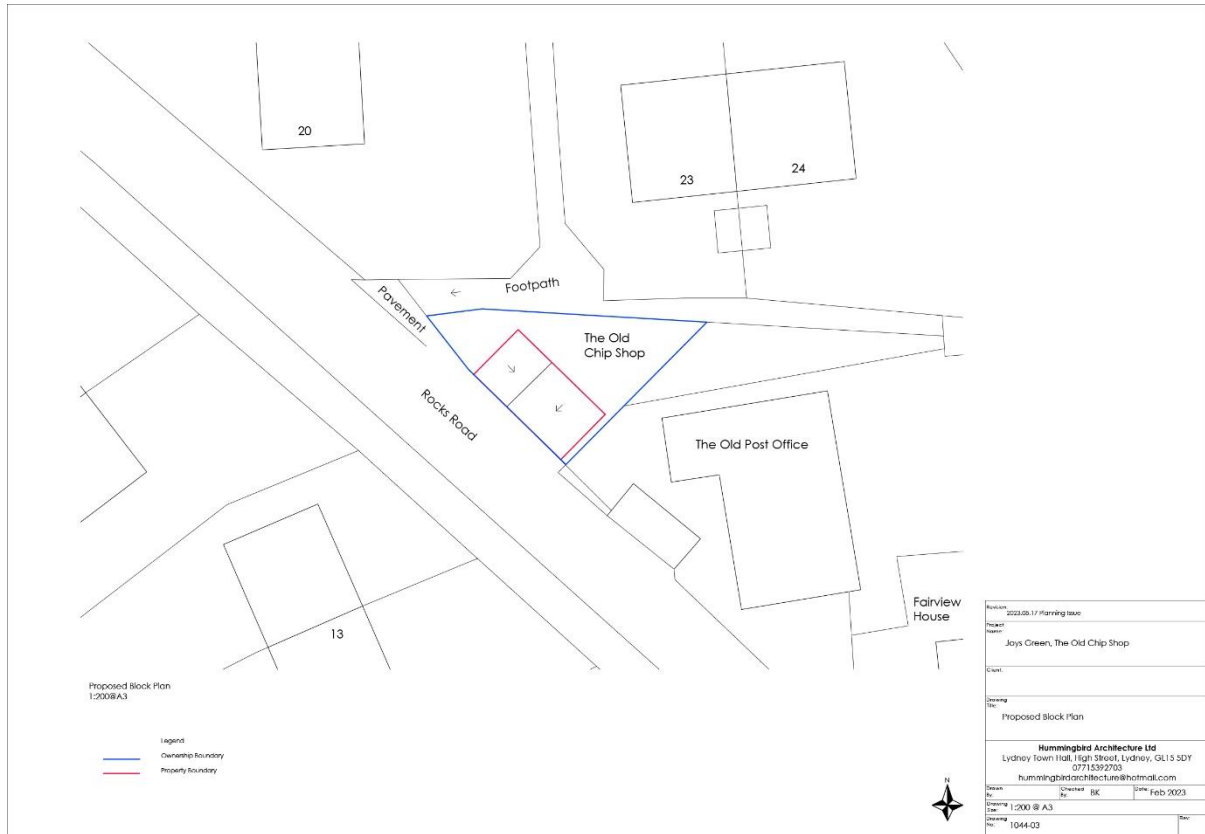 20
23
24
Footpath
Pavement
The Old
Chip Shop
Rocks Road
The Old Post Office
13
Fairview
House
Proposed Block Plan
1:200@A3
Legend
Ownership Boundary
Property Boundary
N
Revision:
2023.05.17 Planning Issue
Project
Name:
Joys Green, The Old Chip Shop
Client:
Drawing
Title:
Proposed Block Plan
Hummingbird Architecture Ltd
Lydney Town Hall, High Street, Lydney, GL15 5DY
07715392703
hummingbirdarchitecture@hotmail.com
Drawn
By:
Checked
By: BK
Date: Feb 2023
Drawing
Size: 1:200 @ A3
Drawing
No: 1044-03
Rev: